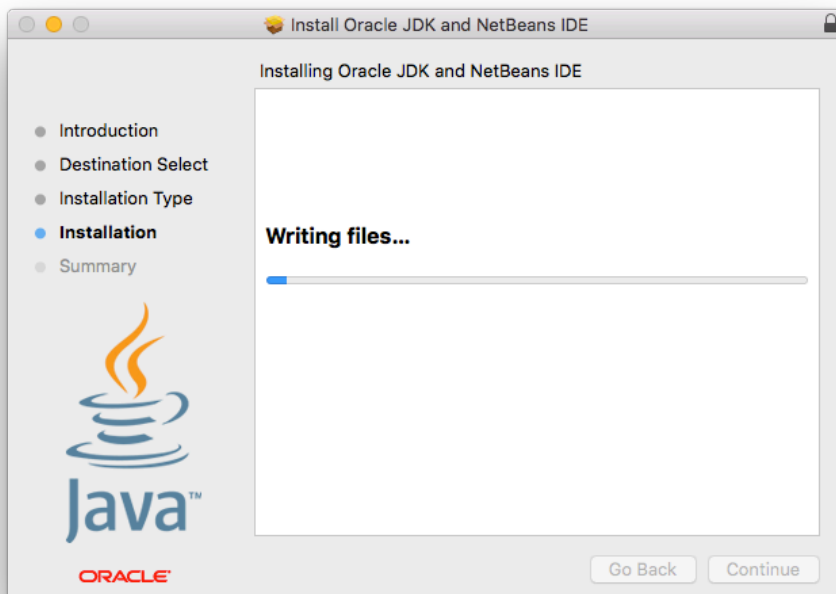 Install Oracle JDK and NetBeans IDE
Installing Oracle JDK and NetBeans IDE
Introduction
Destination Select
Installation Type
Installation
Summary
Writing files...
Java™
ORACLE®
Go Back
Continue